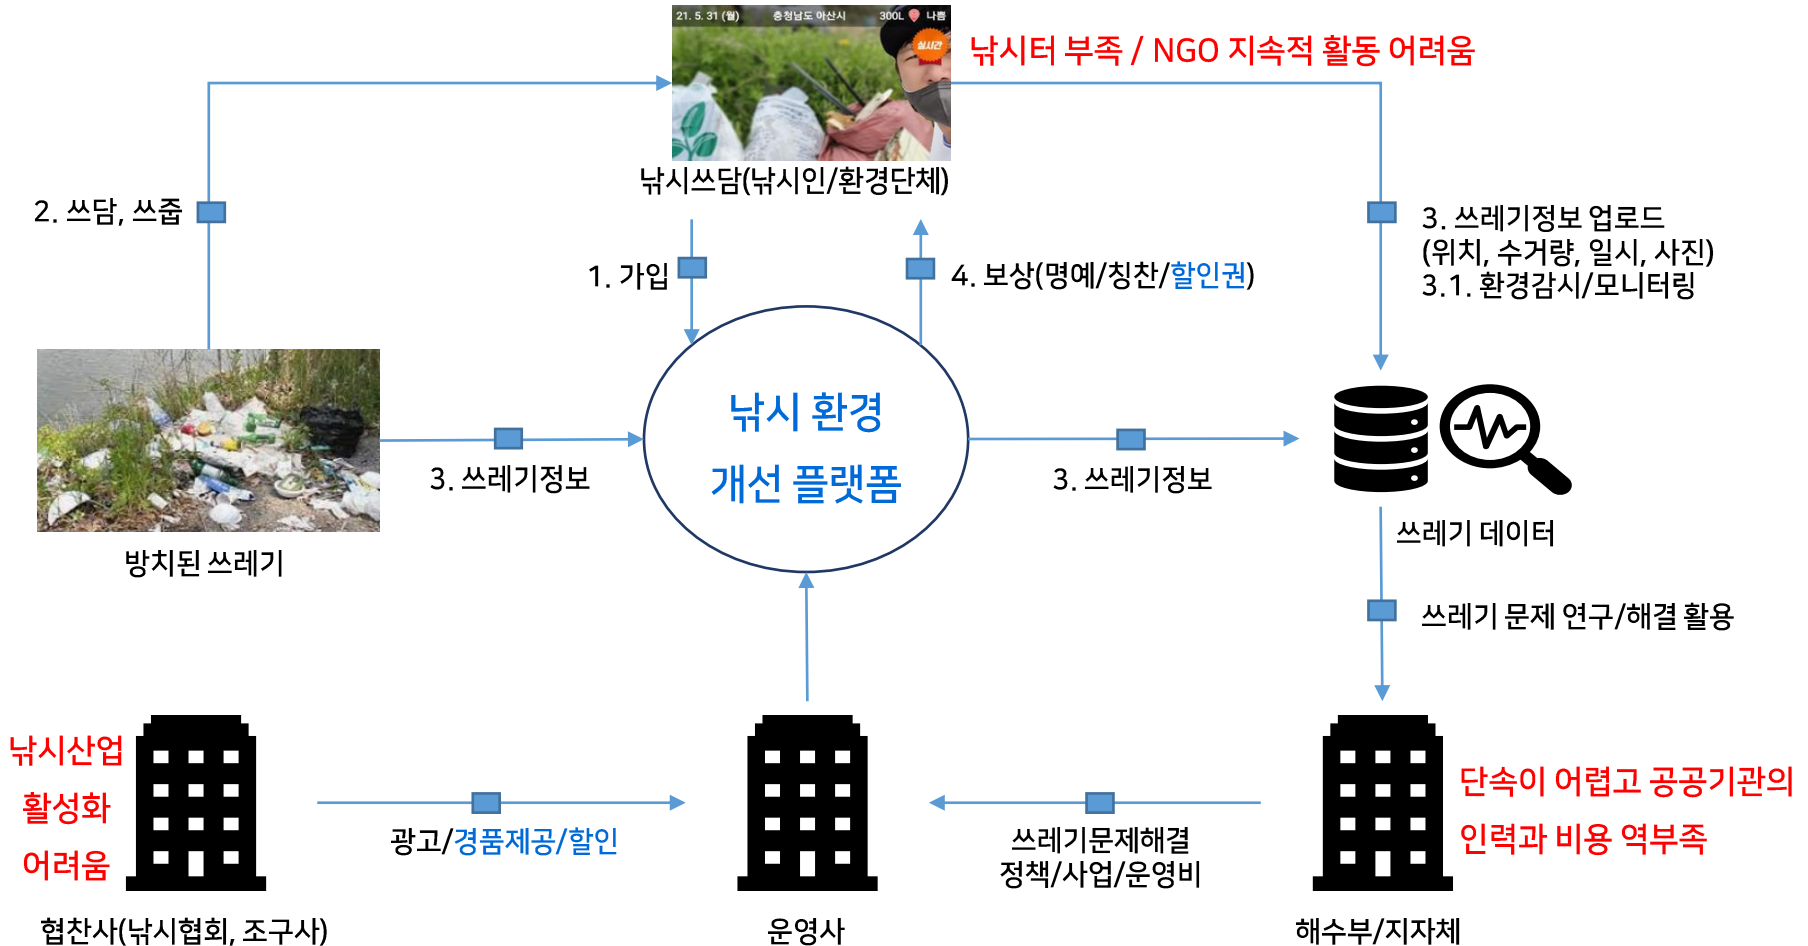 21. 5. 31 (월) 충청남도 아산시 300L 나쁨
실시간
낚시터 부족 / NGO 지속적 활동 어려움
낚시쓰담(낚시인/환경단체)
2. 쓰담, 쓰줍
1. 가입
4. 보상(명예/칭찬/할인권)
3. 쓰레기정보 업로드
(위치, 수거량, 일시, 사진)
3.1. 환경감시/모니터링
낚시 환경
개선 플랫폼
3. 쓰레기정보
3. 쓰레기정보
방치된 쓰레기
쓰레기 데이터
쓰레기 문제 연구/해결 활용
낚시산업
활성화
어려움
광고/경품제공/할인
쓰레기문제해결
정책/사업/운영비
단속이 어렵고 공공기관의
인력과 비용 역부족
협찬사(낚시협회, 조구사)
운영사
해수부/지자체